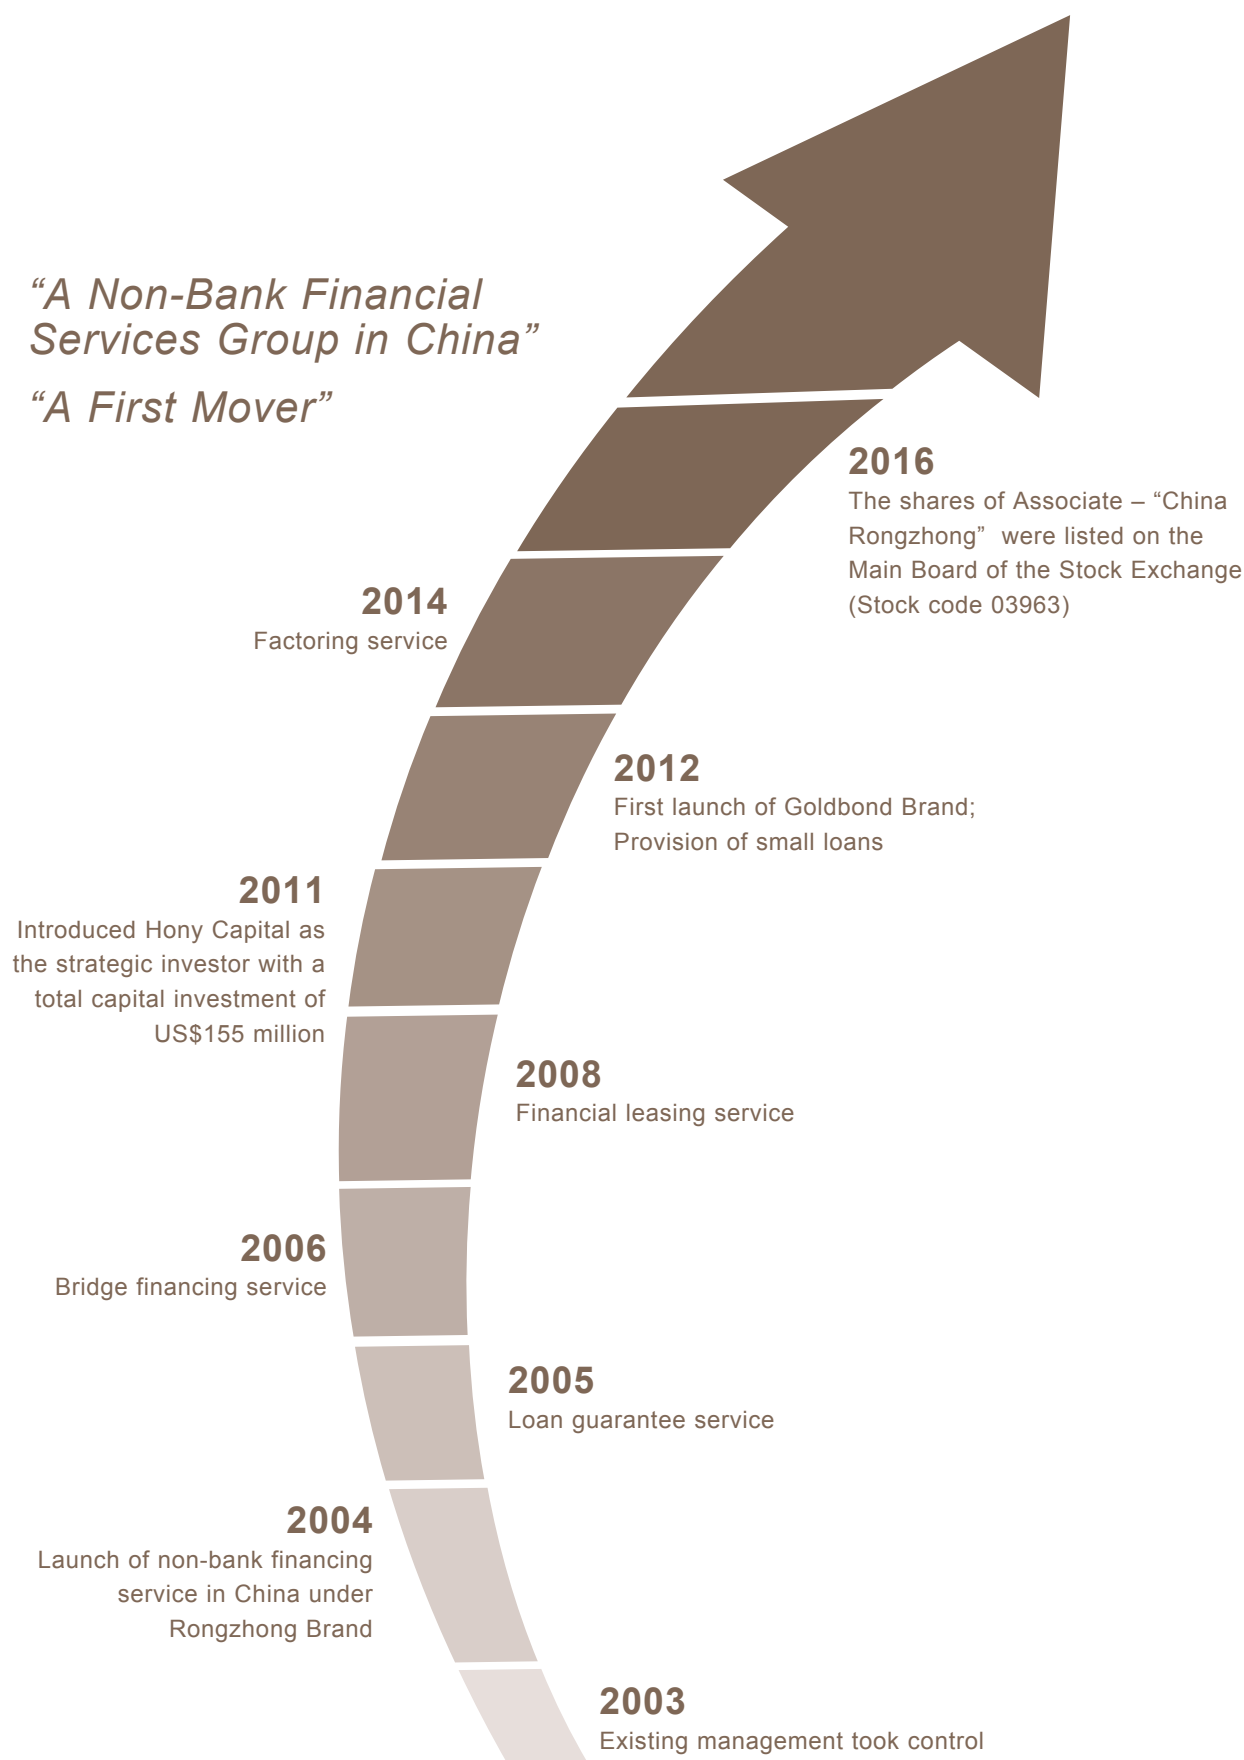 “A Non-Bank Financial
Services Group in China”
“A First Mover”
2016
The shares of Associate – “China
Rongzhong” were listed on the
Main Board of the Stock Exchange
(Stock code 03963)
2014
Factoring service
2012
First launch of Goldbond Brand;
Provision of small loans
2011
Introduced Hony Capital as
the strategic investor with a
total capital investment of
US$155 million
2008
Financial leasing service
2006
Bridge financing service
2005
Loan guarantee service
2004
Launch of non-bank financing
service in China under
Rongzhong Brand
2003
Existing management took control